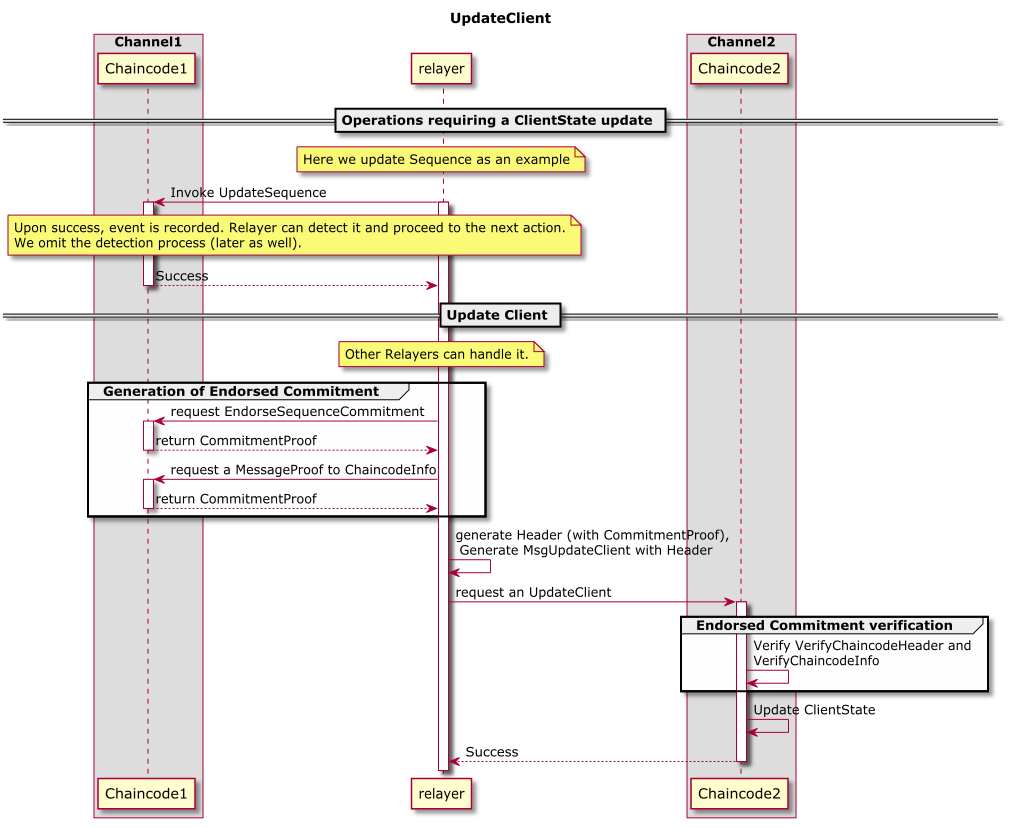 UpdateClient
Channel1
Channel2
Chaincode1
relayer
Chaincode2
Operations requiring a ClientState update
Here we update Sequence as an example
Invoke UpdateSequence
Upon success, event is recorded. Relayer can detect it and proceed to the next action.
We omit the detection process (later as well).
Success
Update Client
Other Relayers can handle it.
Generation of Endorsed Commitment
request EndorseSequenceCommitment
return CommitmentProof
request a MessageProof to ChaincodeInfo
return CommitmentProof
generate Header (with CommitmentProof),
Generate MsgUpdateClient with Header
request an UpdateClient
Endorsed Commitment verification
Verify VerifyChaincodeHeader and
VerifyChaincodeInfo
Update ClientState
Success
Chaincode1
relayer
Chaincode2